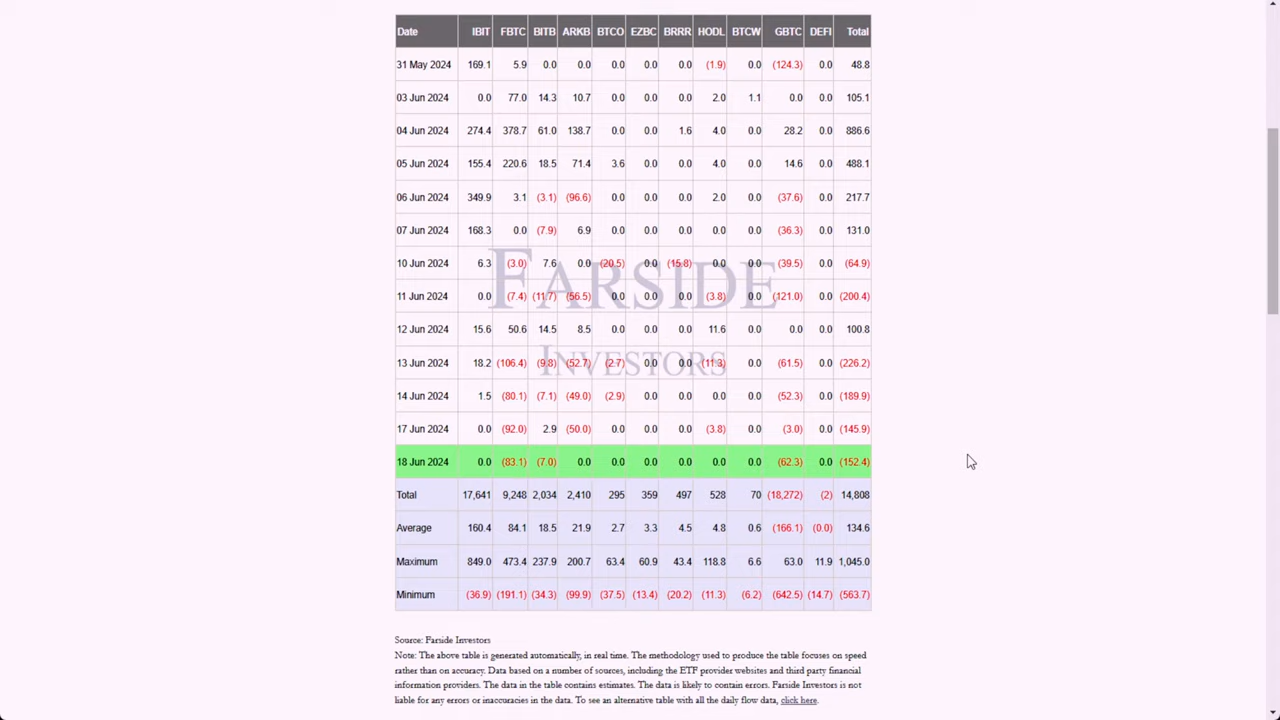 Date IBIT FBTC BITB ARKB BTCO EZBC BRRR HODL BTCW GBTC DEFI Total
31 May 2024 169.1 5.9 0.0 0.0 0.0 0.0 0.0 (1.9) 0.0 (124.3) 0.0 48.8
03 Jun 2024 0.0 77.0 14.3 10.7 0.0 0.0 0.0 2.0 1.1 0.0 0.0 105.1
04 Jun 2024 274.4 378.7 61.0 138.7 0.0 0.0 1.6 4.0 0.0 28.2 0.0 886.6
05 Jun 2024 155.4 220.6 18.5 71.4 3.6 0.0 0.0 4.0 0.0 14.6 0.0 488.1
06 Jun 2024 349.9 3.1 (3.1) (96.6) 0.0 0.0 0.0 2.0 0.0 (37.6) 0.0 217.7
07 Jun 2024 168.3 0.0 (7.9) 6.9 0.0 0.0 0.0 0.0 0.0 (36.3) 0.0 131.0
10 Jun 2024 6.3 (3.0) 7.6 0.0 (20.5) 0.0 (15.8) 0.0 0.0 (39.5) 0.0 (64.9)
FARSIDE
11 Jun 2024 0.0 (7.4) (11.7) (56.5) 0.0 0.0 0.0 (3.8) 0.0 (121.0) 0.0 (200.4)
12 Jun 2024 15.6 50.6 14.5 8.5 0.0 0.0 0.0 11.6 0.0 0.0 0.0 100.8
13 Jun 2024 18.2 (106.4) (9.8) (52.7) (2.7) 0.0 0.0 (11.3) 0.0 (61.5) 0.0 (226.2)
INVESTORS
14 Jun 2024 1.5 (80.1) (7.1) (49.0) (2.9) 0.0 0.0 0.0 0.0 (52.3) 0.0 (189.9)
17 Jun 2024 0.0 (92.0) 2.9 (50.0) 0.0 0.0 0.0 (3.8) 0.0 (3.0) 0.0 (145.9)
18 Jun 2024 0.0 (83.1) (7.0) 0.0 0.0 0.0 0.0 0.0 0.0 (62.3) 0.0 (152.4)
Total 17,641 9,248 2,034 2,410 295 359 497 528 70 (18,272) (2) 14,808
Average 160.4 84.1 18.5 21.9 2.7 3.3 4.5 4.8 0.6 (166.1) (0.0) 134.6
Maximum 849.0 473.4 237.9 200.7 63.4 60.9 43.4 118.8 6.6 63.0 11.9 1,045.0
Minimum (36.9) (191.1) (34.3) (99.9) (37.5) (13.4) (20.2) (11.3) (6.2) (642.5) (14.7) (563.7)
Source: Farside Investors
Note: The above table is generated automatically, in real time. The methodology used to produce the table focuses on speed
rather than on accuracy. Data based on a number of sources, including the ETF provider websites and third party financial
information providers. The data in the table contains estimates. The data is likely to contain errors. Farside Investors is not
liable for any errors or inaccuracies in the data. To see an alternative table with all the daily flow data, click here.